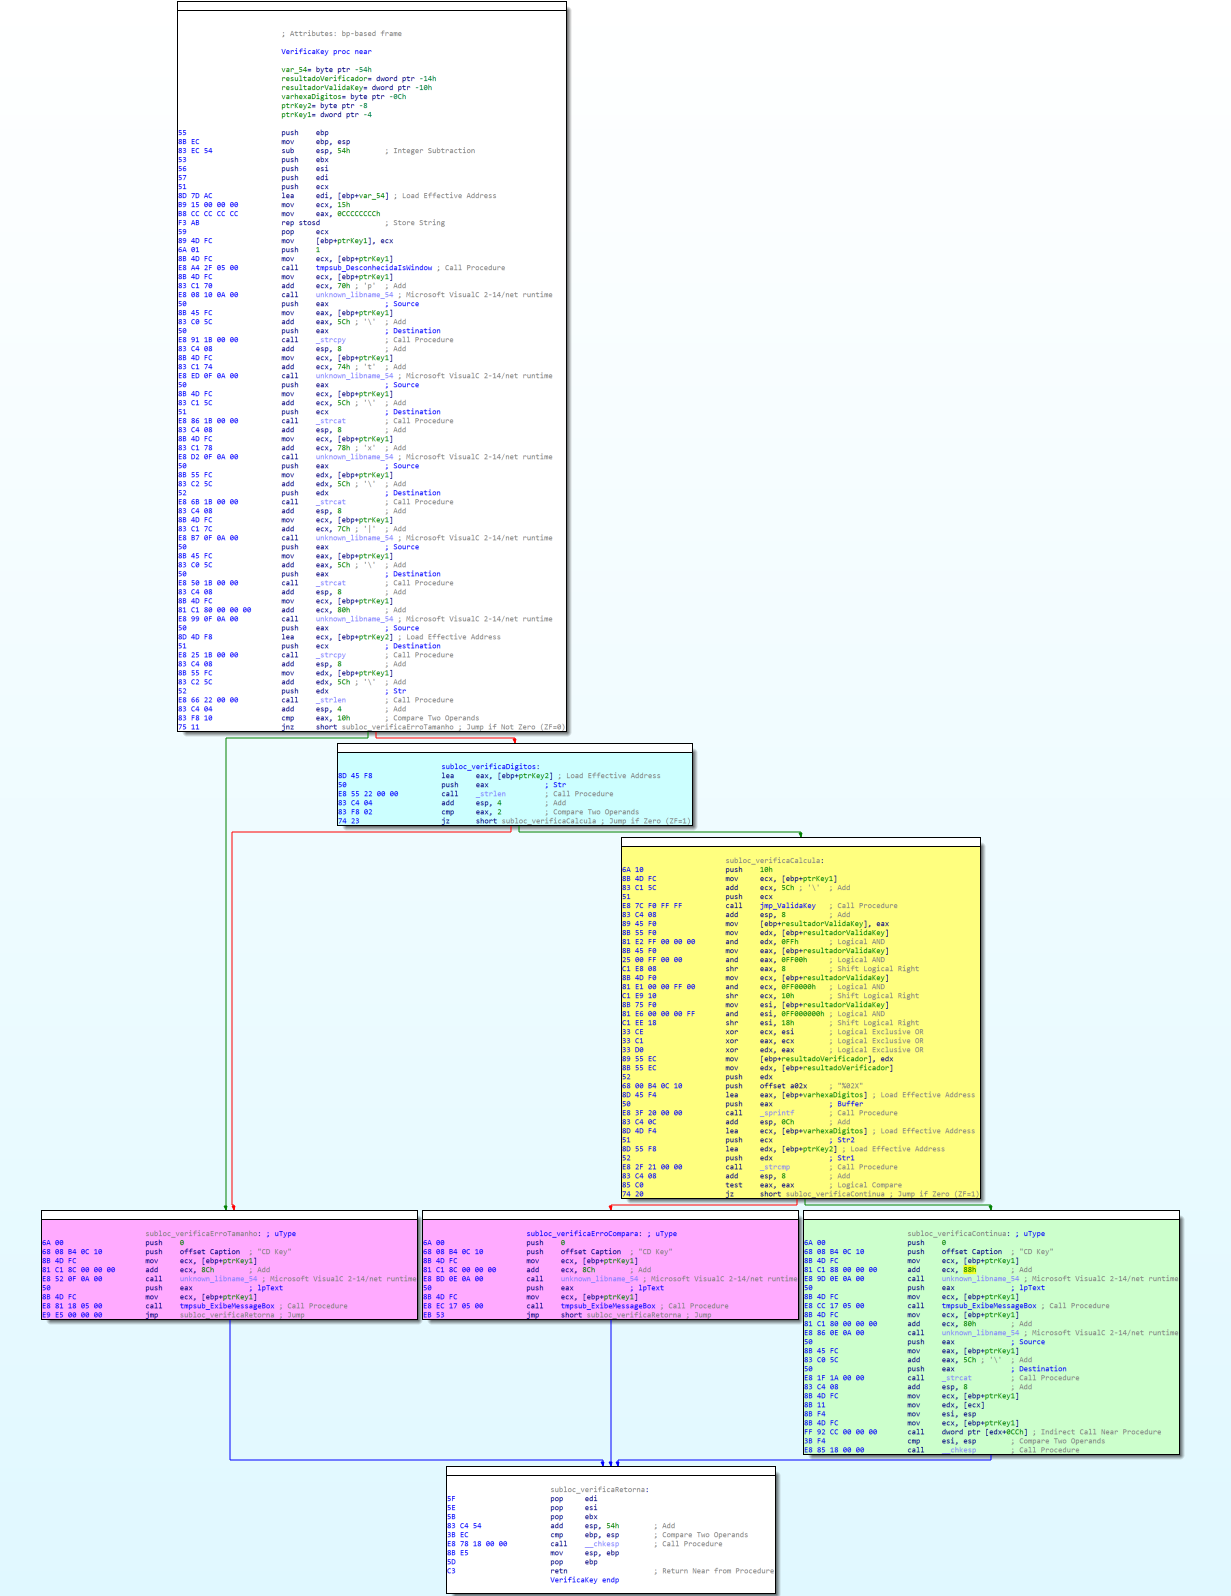 ; Attributes: bp-based frame
VerificaKey proc near
var_54= byte ptr -54h
resultadoVerificador= dword ptr -14h
resultadorValidaKey= dword ptr -10h
varhexaDigitos= byte ptr -0Ch
ptrKey2= byte ptr -8
ptrKey1= dword ptr -4
55 push ebp
8B EC mov ebp, esp
83 EC 54 sub esp, 54h ; Integer Subtraction
53 push ebx
56 push esi
57 push edi
51 push ecx
8D 7D AC lea edi, [ebp+var_54] ; Load Effective Address
B9 15 00 00 00 mov ecx, 15h
B8 CC CC CC CC mov eax, 0CCCCCCCCh
F3 AB rep stosd ; Store String
59 pop ecx
89 4D FC mov [ebp+ptrKey1], ecx
6A 01 push 1
8B 4D FC mov ecx, [ebp+ptrKey1]
E8 A4 2F 05 00 call tmpsub_DesconhecidaIsWindow ; Call Procedure
8B 4D FC mov ecx, [ebp+ptrKey1]
83 C1 70 add ecx, 70h ; 'p' ; Add
E8 08 10 0A 00 call unknown_libname_54 ; Microsoft VisualC 2-14/net runtime
50 push eax ; Source
8B 45 FC mov eax, [ebp+ptrKey1]
83 C0 5C add eax, 5Ch ; '\' ; Add
50 push eax ; Destination
E8 91 1B 00 00 call _strcpy ; Call Procedure
83 C4 08 add esp, 8 ; Add
8B 4D FC mov ecx, [ebp+ptrKey1]
83 C1 74 add ecx, 74h ; 't' ; Add
E8 ED 0F 0A 00 call unknown_libname_54 ; Microsoft VisualC 2-14/net runtime
50 push eax ; Source
8B 4D FC mov ecx, [ebp+ptrKey1]
83 C1 5C add ecx, 5Ch ; '\' ; Add
51 push ecx ; Destination
E8 86 1B 00 00 call _strcat ; Call Procedure
83 C4 08 add esp, 8 ; Add
8B 4D FC mov ecx, [ebp+ptrKey1]
83 C1 78 add ecx, 78h ; 'x' ; Add
E8 D2 0F 0A 00 call unknown_libname_54 ; Microsoft VisualC 2-14/net runtime
50 push eax ; Source
8B 55 FC mov edx, [ebp+ptrKey1]
83 C2 5C add edx, 5Ch ; '\' ; Add
52 push edx ; Destination
E8 6B 1B 00 00 call _strcat ; Call Procedure
83 C4 08 add esp, 8 ; Add
8B 4D FC mov ecx, [ebp+ptrKey1]
83 C1 7C add ecx, 7Ch ; '|' ; Add
E8 B7 0F 0A 00 call unknown_libname_54 ; Microsoft VisualC 2-14/net runtime
50 push eax ; Source
8B 45 FC mov eax, [ebp+ptrKey1]
83 C0 5C add eax, 5Ch ; '\' ; Add
50 push eax ; Destination
E8 50 1B 00 00 call _strcat ; Call Procedure
83 C4 08 add esp, 8 ; Add
8B 4D FC mov ecx, [ebp+ptrKey1]
81 C1 80 00 00 00 add ecx, 80h ; Add
E8 99 0F 0A 00 call unknown_libname_54 ; Microsoft VisualC 2-14/net runtime
50 push eax ; Source
8D 4D F8 lea ecx, [ebp+ptrKey2] ; Load Effective Address
51 push ecx ; Destination
E8 25 1B 00 00 call _strcpy ; Call Procedure
83 C4 08 add esp, 8 ; Add
8B 55 FC mov edx, [ebp+ptrKey1]
83 C2 5C add edx, 5Ch ; '\' ; Add
52 push edx ; Str
E8 66 22 00 00 call _strlen ; Call Procedure
83 C4 04 add esp, 4 ; Add
83 F8 10 cmp eax, 10h ; Compare Two Operands
75 11 jnz short subloc_verificaErroTamanho ; Jump if Not Zero (ZF=0)
subloc_verificaDigitos:
8D 45 F8 lea eax, [ebp+ptrKey2] ; Load Effective Address
50 push eax ; Str
E8 55 22 00 00 call _strlen ; Call Procedure
83 C4 04 add esp, 4 ; Add
83 F8 02 cmp eax, 2 ; Compare Two Operands
74 23 jz short subloc_verificaCalcula ; Jump if Zero (ZF=1)
subloc_verificaCalcula:
6A 10 push 10h
8B 4D FC mov ecx, [ebp+ptrKey1]
83 C1 5C add ecx, 5Ch ; '\' ; Add
51 push ecx
E8 7C F0 FF FF call jmp_ValidaKey ; Call Procedure
83 C4 08 add esp, 8 ; Add
89 45 F0 mov [ebp+resultadorValidaKey], eax
8B 55 F0 mov edx, [ebp+resultadorValidaKey]
81 E2 FF 00 00 00 and edx, 0FFh ; Logical AND
8B 45 F0 mov eax, [ebp+resultadorValidaKey]
25 00 FF 00 00 and eax, 0FF00h ; Logical AND
C1 E8 08 shr eax, 8 ; Shift Logical Right
8B 4D F0 mov ecx, [ebp+resultadorValidaKey]
81 E1 00 00 FF 00 and ecx, 0FF0000h ; Logical AND
C1 E9 10 shr ecx, 10h ; Shift Logical Right
8B 75 F0 mov esi, [ebp+resultadorValidaKey]
81 E6 00 00 00 FF and esi, 0FF000000h ; Logical AND
C1 EE 18 shr esi, 18h ; Shift Logical Right
33 CE xor ecx, esi ; Logical Exclusive OR
33 C1 xor eax, ecx ; Logical Exclusive OR
33 D0 xor edx, eax ; Logical Exclusive OR
89 55 EC mov [ebp+resultadoVerificador], edx
8B 55 EC mov edx, [ebp+resultadoVerificador]
52 push edx
68 00 B4 0C 10 push offset a02x ; "%02X"
8D 45 F4 lea eax, [ebp+varhexaDigitos] ; Load Effective Address
50 push eax ; Buffer
E8 3F 20 00 00 call _sprintf ; Call Procedure
83 C4 0C add esp, 0Ch ; Add
8D 4D F4 lea ecx, [ebp+varhexaDigitos] ; Load Effective Address
51 push ecx ; Str2
8D 55 F8 lea edx, [ebp+ptrKey2] ; Load Effective Address
52 push edx ; Str1
E8 2F 21 00 00 call _strcmp ; Call Procedure
83 C4 08 add esp, 8 ; Add
85 C0 test eax, eax ; Logical Compare
74 20 jz short subloc_verificaContinua ; Jump if Zero (ZF=1)
subloc_verificaErroTamanho: ; uType
6A 00 push 0
68 08 B4 0C 10 push offset Caption ; "CD Key"
8B 4D FC mov ecx, [ebp+ptrKey1]
81 C1 8C 00 00 00 add ecx, 8Ch ; Add
E8 52 0F 0A 00 call unknown_libname_54 ; Microsoft VisualC 2-14/net runtime
50 push eax ; lpText
8B 4D FC mov ecx, [ebp+ptrKey1]
E8 81 18 05 00 call tmpsub_ExibeMessageBox ; Call Procedure
E9 E5 00 00 00 jmp subloc_verificaRetorna ; Jump
subloc_verificaErroCompara: ; uType
6A 00 push 0
68 08 B4 0C 10 push offset Caption ; "CD Key"
8B 4D FC mov ecx, [ebp+ptrKey1]
81 C1 8C 00 00 00 add ecx, 8Ch ; Add
E8 BD 0E 0A 00 call unknown_libname_54 ; Microsoft VisualC 2-14/net runtime
50 push eax ; lpText
8B 4D FC mov ecx, [ebp+ptrKey1]
E8 EC 17 05 00 call tmpsub_ExibeMessageBox ; Call Procedure
EB 53 jmp short subloc_verificaRetorna ; Jump
subloc_verificaContinua: ; uType
6A 00 push 0
68 08 B4 0C 10 push offset Caption ; "CD Key"
8B 4D FC mov ecx, [ebp+ptrKey1]
81 C1 88 00 00 00 add ecx, 88h ; Add
E8 9D 0E 0A 00 call unknown_libname_54 ; Microsoft VisualC 2-14/net runtime
50 push eax ; lpText
8B 4D FC mov ecx, [ebp+ptrKey1]
E8 CC 17 05 00 call tmpsub_ExibeMessageBox ; Call Procedure
8B 4D FC mov ecx, [ebp+ptrKey1]
81 C1 80 00 00 00 add ecx, 80h ; Add
E8 86 0E 0A 00 call unknown_libname_54 ; Microsoft VisualC 2-14/net runtime
50 push eax ; Source
8B 45 FC mov eax, [ebp+ptrKey1]
83 C0 5C add eax, 5Ch ; '\' ; Add
50 push eax ; Destination
E8 1F 1A 00 00 call _strcat ; Call Procedure
83 C4 08 add esp, 8 ; Add
8B 4D FC mov ecx, [ebp+ptrKey1]
8B 11 mov edx, [ecx]
8B F4 mov esi, esp
8B 4D FC mov ecx, [ebp+ptrKey1]
FF 92 CC 00 00 00 call dword ptr [edx+0CCh] ; Indirect Call Near Procedure
3B F4 cmp esi, esp ; Compare Two Operands
E8 85 18 00 00 call __chkesp ; Call Procedure
subloc_verificaRetorna:
5F pop edi
5E pop esi
5B pop ebx
83 C4 54 add esp, 54h ; Add
3B EC cmp ebp, esp ; Compare Two Operands
E8 78 18 00 00 call __chkesp ; Call Procedure
8B E5 mov esp, ebp
5D pop ebp
C3 retn ; Return Near from Procedure
VerificaKey endp